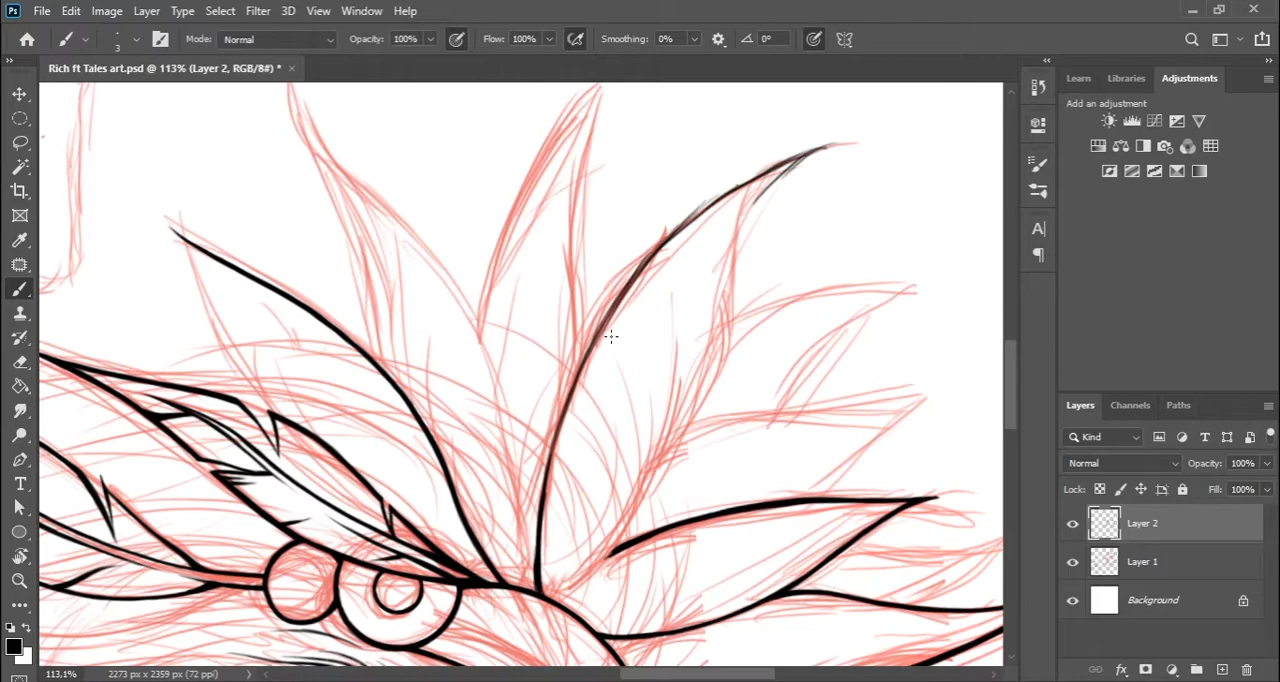 Ps File Edit Image Layer Type Select Filter 3D View Window Help
3 Mode: Normal Opacity: 100% Flow: 100% Smoothing: 0% 0°
Rich ft Tales art.psd @ 113% (Layer 2, RGB/8#) * ×
Learn Libraries Adjustments
Add an adjustment
Layers Channels Paths
Kind
Normal Opacity: 100%
Lock: Fill: 100%
Layer 2
Layer 1
Background
113,1% 2273 px x 2359 px (72 ppi)